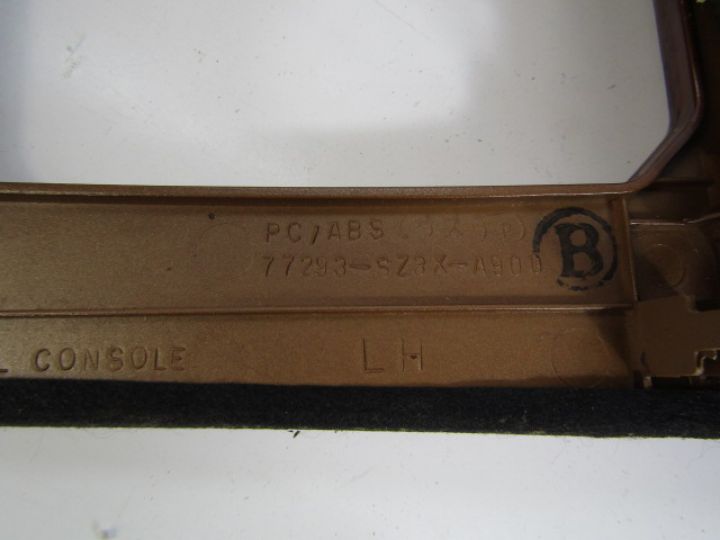 PC/ABS
77293-SZ3X-A900
B
CONSOLE
LH